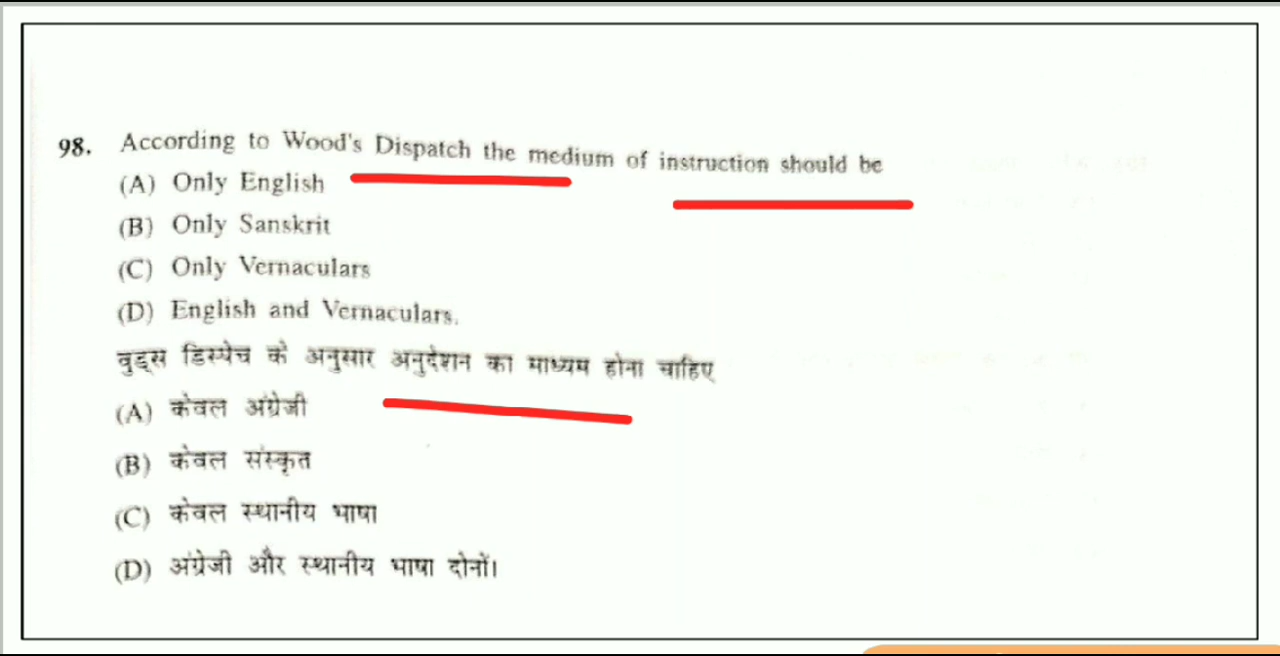 98. According to Wood's Dispatch the medium of instruction should be
(A) Only English
(B) Only Sanskrit
(C) Only Vernaculars
(D) English and Vernaculars.
वुड्स डिस्पेच के अनुसार अनुदेशन का माध्यम होना चाहिए
(A) केवल अंग्रेजी
(B) केवल संस्कृत
(C) केवल स्थानीय भाषा
(D) अंग्रेजी और स्थानीय भाषा दोनों।